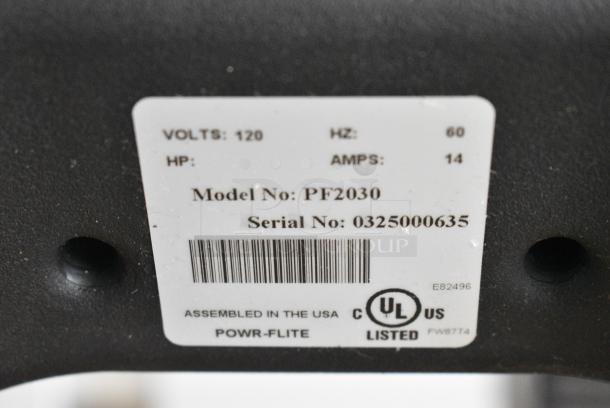 VOLTS: 120 HZ: 60
HP: AMPS: 14
Model No: PF2030
Serial No: 0325000635
E82496
ASSEMBLED IN THE USA
POWR-FLITE
C UL US
LISTED
FW87T4